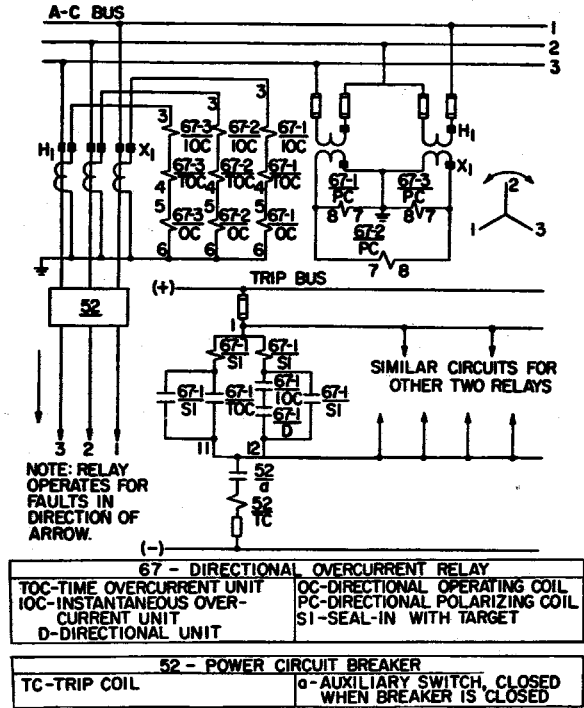 A-C BUS
1
2
3
3
67-3
IOC
3
67-2
IOC
3
67-1
IOC
H1
X1
67-3
TOC
4
67-2
TOC
4
67-1
TOC
4
5
67-3
OC
5
67-2
OC
5
67-1
OC
6
6
6
H1
X1
67-1
PC
8 7
67-3
PC
8 7
67-2
PC
7 8
2
1
3
52
(+)
TRIP BUS
1
67-1
SI
67-1
SI
67-1
SI
67-1
TOC
67-1
IOC
67-1
D
67-1
SI
11
12
SIMILAR CIRCUITS FOR
OTHER TWO RELAYS
3 2 1
52
a
52
TC
(-)
NOTE: RELAY
OPERATES FOR
FAULTS IN
DIRECTION OF
ARROW.
67 - DIRECTIONAL OVERCURRENT RELAY
TOC-TIME OVERCURRENT UNIT
IOC-INSTANTANEOUS OVER-
CURRENT UNIT
D-DIRECTIONAL UNIT
OC-DIRECTIONAL OPERATING COIL
PC-DIRECTIONAL POLARIZING COIL
SI-SEAL-IN WITH TARGET
52 - POWER CIRCUIT BREAKER
TC-TRIP COIL
a-AUXILIARY SWITCH, CLOSED
WHEN BREAKER IS CLOSED